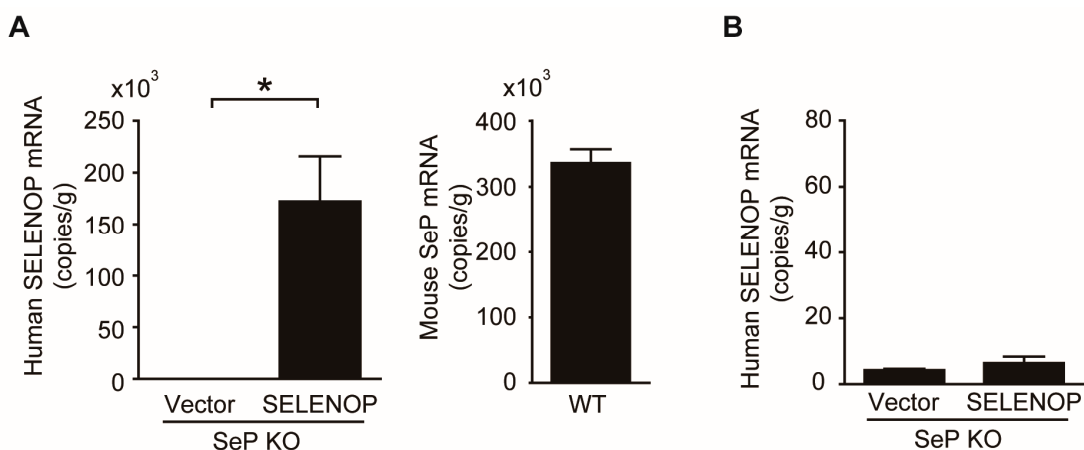 A
x10³
*
Human SELENOP mRNA
(copies/g)
250
200
150
100
50
0
Vector SELENOP
SeP KO
x10³
Mouse SeP mRNA
(copies/g)
400
300
200
100
0
WT
B
Human SELENOP mRNA
(copies/g)
80
60
40
20
0
Vector SELENOP
SeP KO